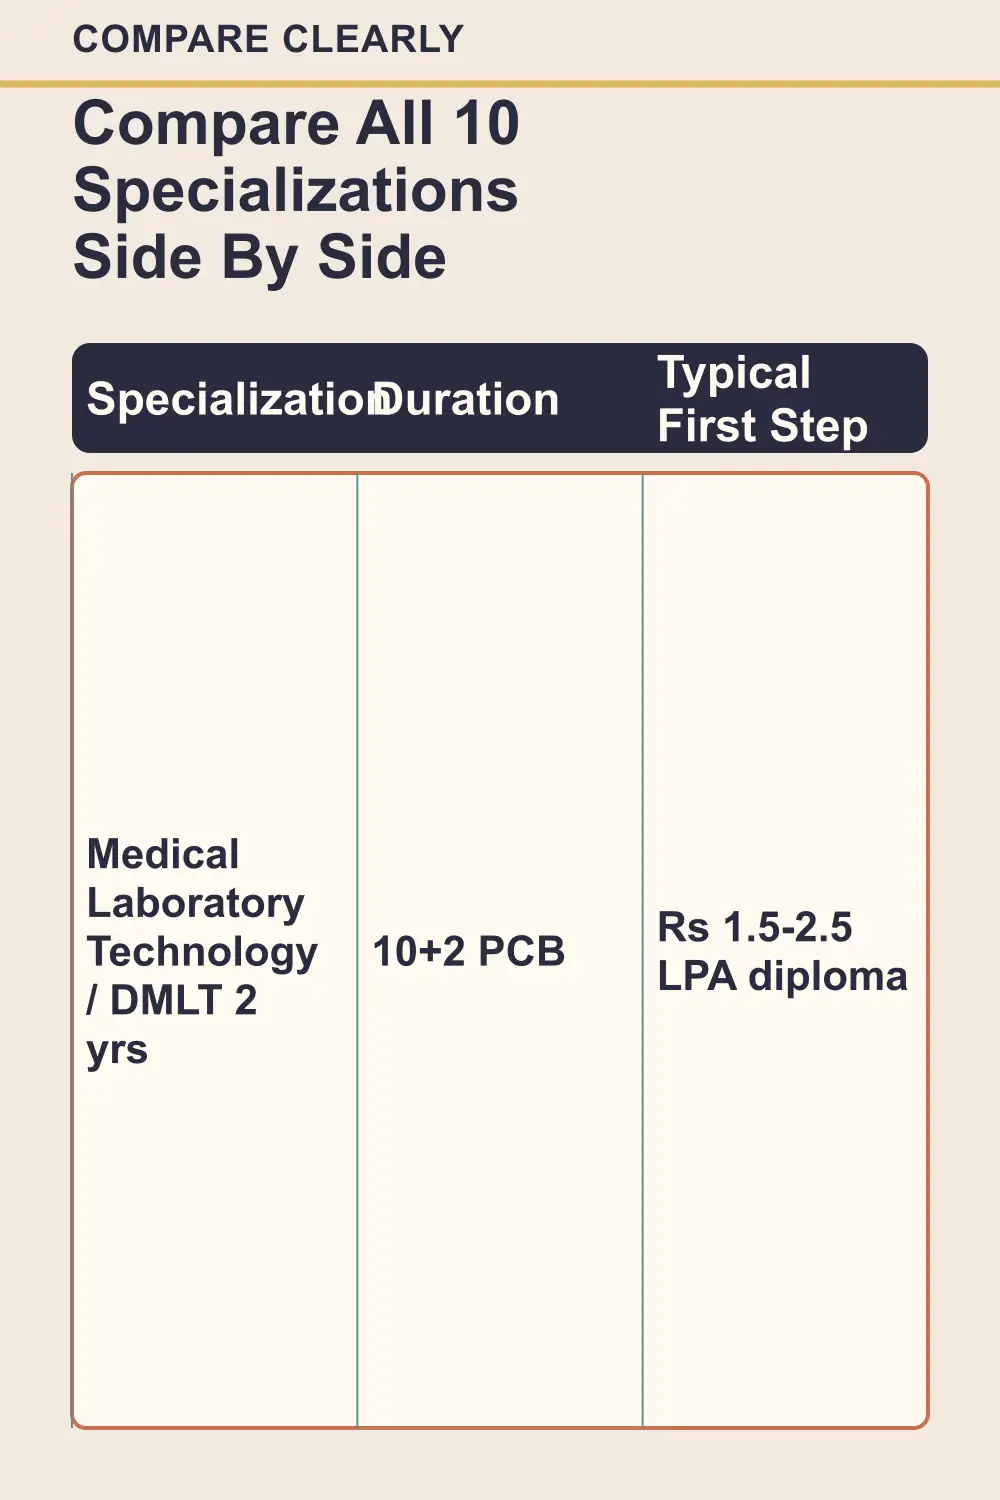 COMPARE CLEARLY
Compare All 10
Specializations
Side By Side
Specialization
Duration
Typical
First Step
Medical
Laboratory
Technology
/ DMLT 2
yrs
10+2 PCB
Rs 1.5-2.5
LPA diploma